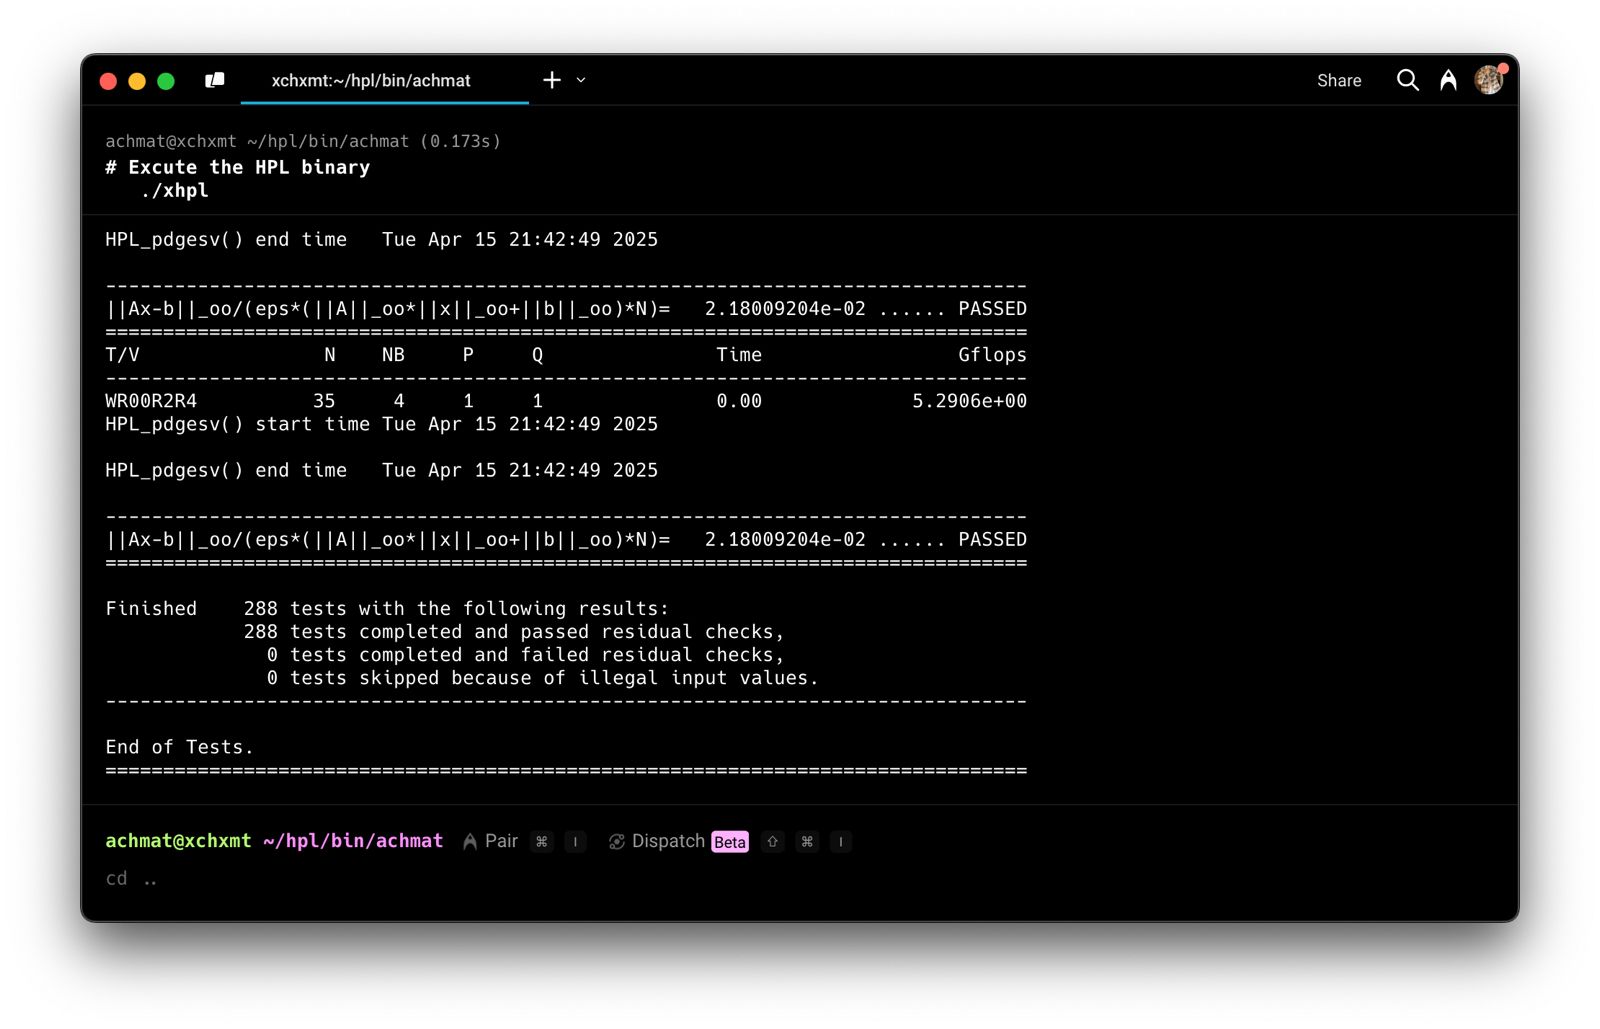 xchxmt:~/hpl/bin/achmat
Share
achmat@xchxmt ~/hpl/bin/achmat (0.173s)
# Excute the HPL binary
   ./xhpl
HPL_pdgesv() end time   Tue Apr 15 21:42:49 2025
--------------------------------------------------------------------------------
||Ax-b||_oo/(eps*(||A||_oo*||x||_oo+||b||_oo)*N)=   2.18009204e-02 ...... PASSED
================================================================================
T/V                N    NB     P     Q               Time                 Gflops
--------------------------------------------------------------------------------
WR00R2R4          35     4     1     1               0.00             5.2906e+00
HPL_pdgesv() start time Tue Apr 15 21:42:49 2025
HPL_pdgesv() end time   Tue Apr 15 21:42:49 2025
--------------------------------------------------------------------------------
||Ax-b||_oo/(eps*(||A||_oo*||x||_oo+||b||_oo)*N)=   2.18009204e-02 ...... PASSED
================================================================================
Finished    288 tests with the following results:
            288 tests completed and passed residual checks,
              0 tests completed and failed residual checks,
              0 tests skipped because of illegal input values.
--------------------------------------------------------------------------------
End of Tests.
================================================================================
achmat@xchxmt ~/hpl/bin/achmat Pair ⌘ I Dispatch Beta ⇧ ⌘ I
cd ..